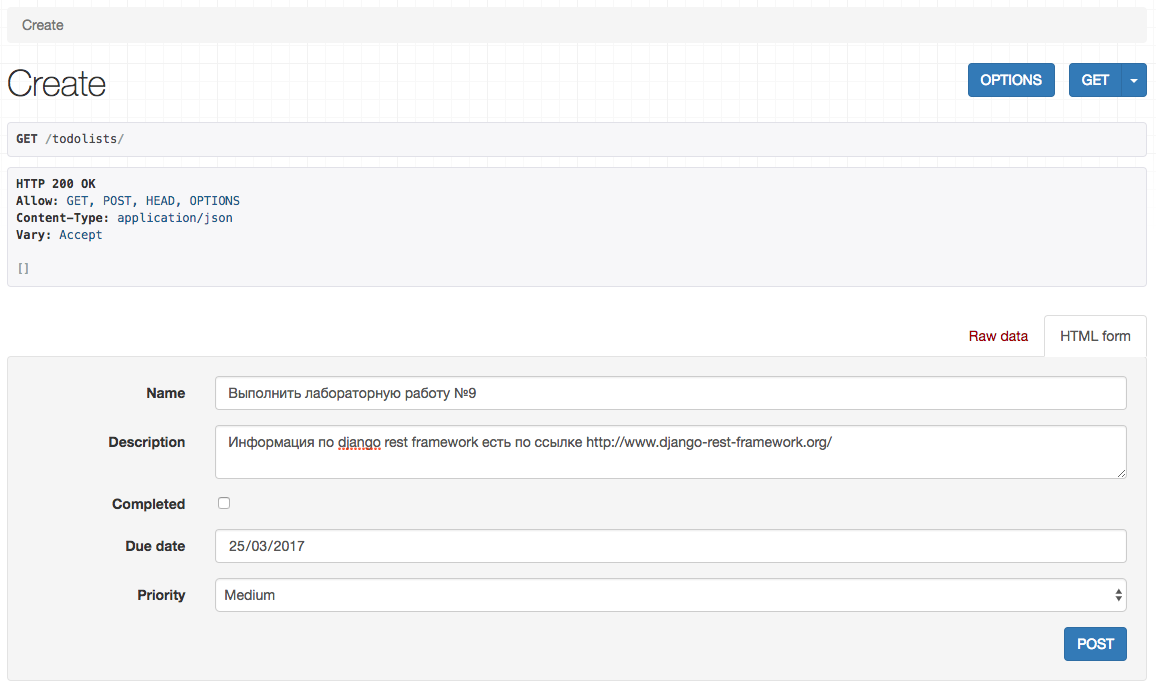 Create
Create
OPTIONS GET
GET /todolists/
HTTP 200 OK
Allow: GET, POST, HEAD, OPTIONS
Content-Type: application/json
Vary: Accept
[]
Raw data HTML form
Name Выполнить лабораторную работу №9
Description Информация по django rest framework есть по ссылке http://www.django-rest-framework.org/
Completed
Due date 25/03/2017
Priority Medium
POST